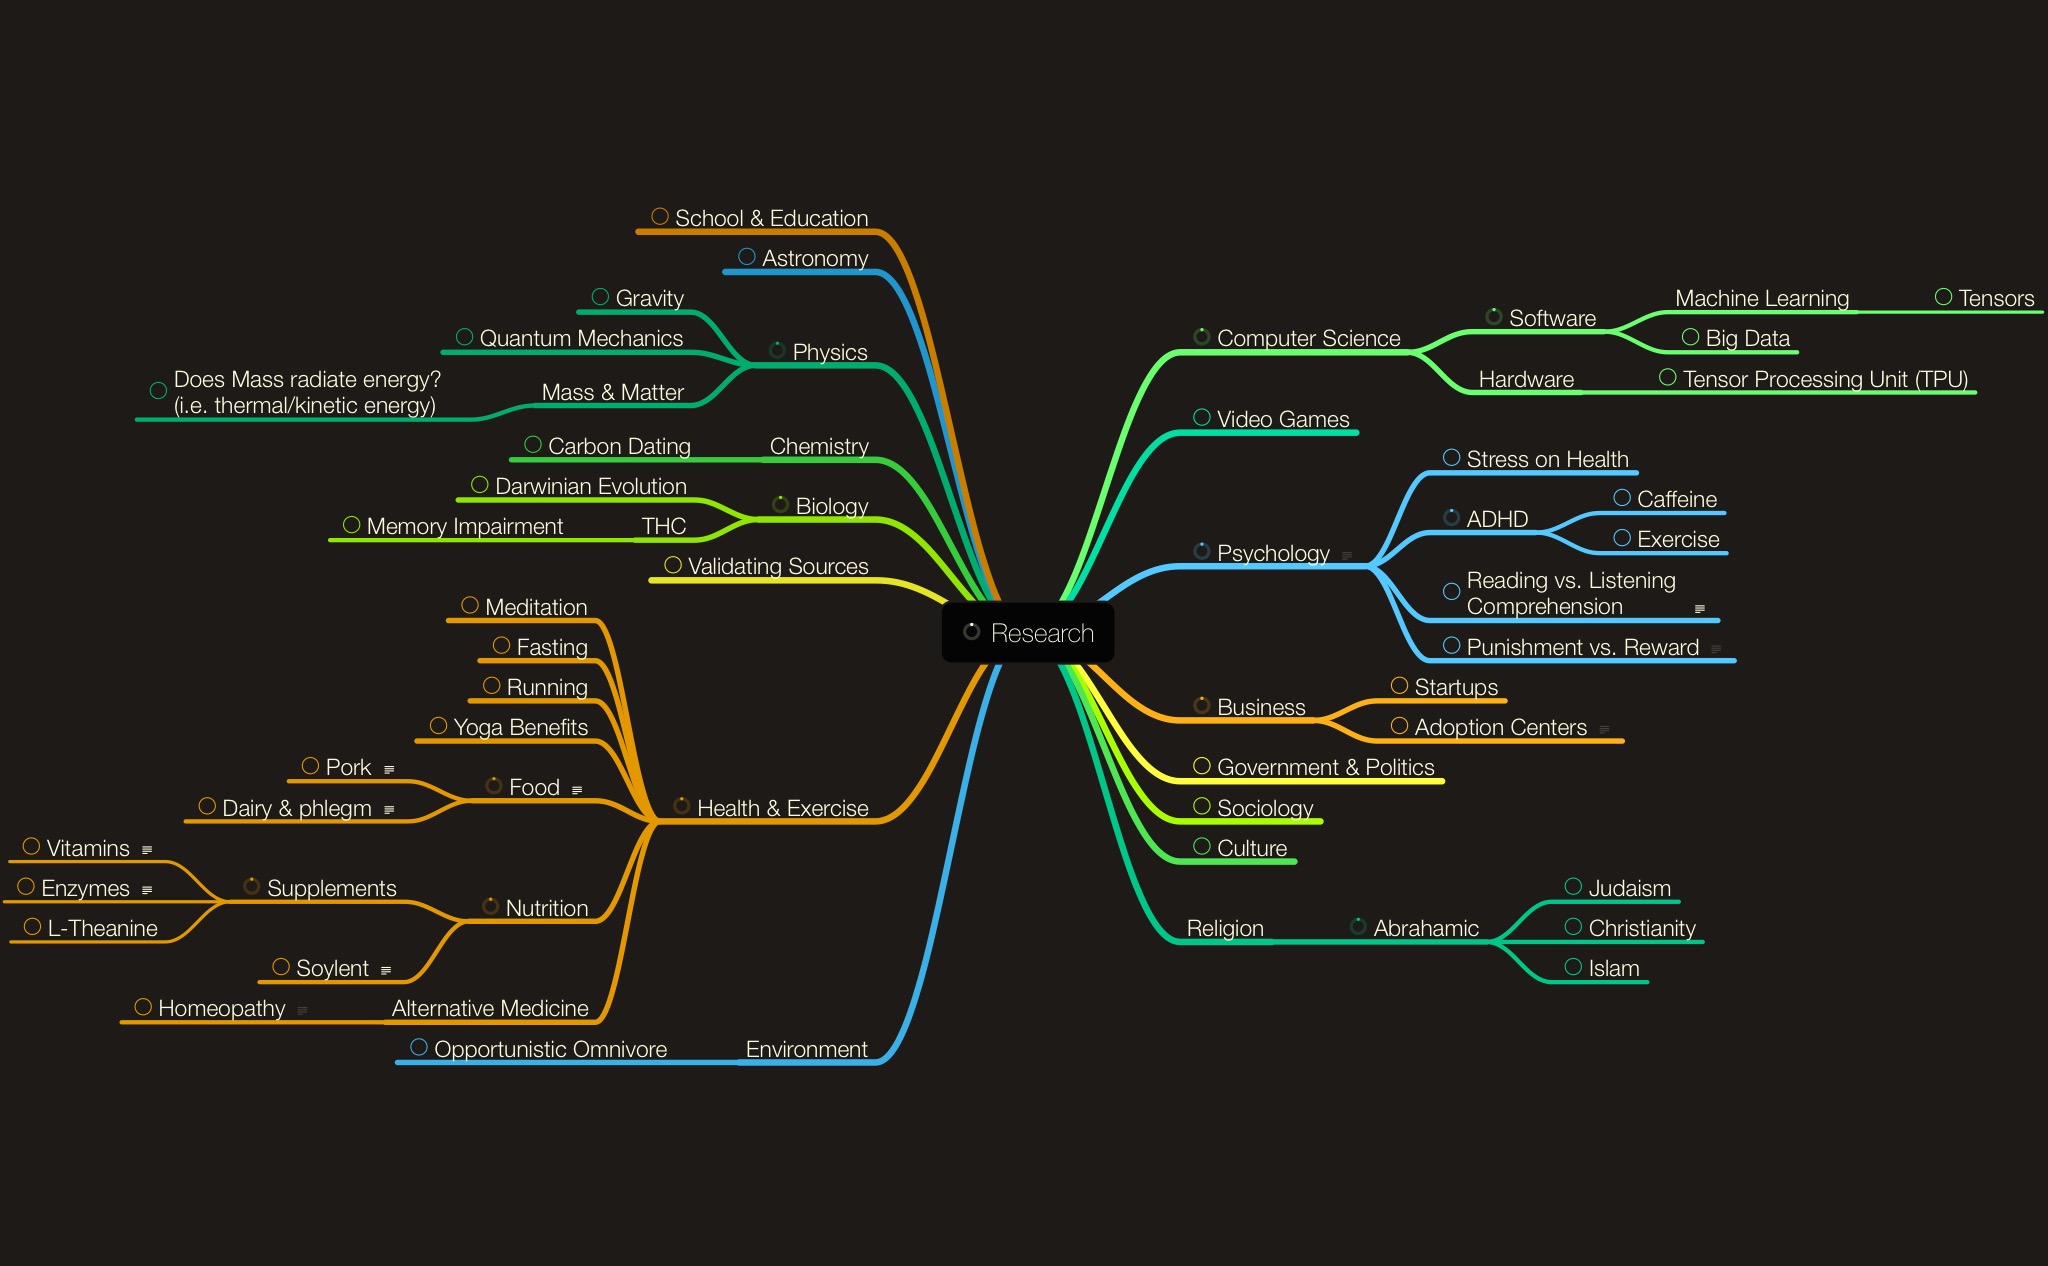 School & Education
Astronomy
Gravity
Quantum Mechanics
Physics
Does Mass radiate energy?
(i.e. thermal/kinetic energy)
Mass & Matter
Carbon Dating
Chemistry
Darwinian Evolution
Biology
Memory Impairment
THC
Validating Sources
Meditation
Fasting
Running
Yoga Benefits
Pork
Food
Dairy & phlegm
Health & Exercise
Vitamins
Enzymes
Supplements
L-Theanine
Nutrition
Soylent
Homeopathy
Alternative Medicine
Opportunistic Omnivore
Environment
Research
Computer Science
Software
Machine Learning
Tensors
Big Data
Hardware
Tensor Processing Unit (TPU)
Video Games
Psychology
Stress on Health
ADHD
Caffeine
Exercise
Reading vs. Listening
Comprehension
Punishment vs. Reward
Business
Startups
Adoption Centers
Government & Politics
Sociology
Culture
Religion
Abrahamic
Judaism
Christianity
Islam